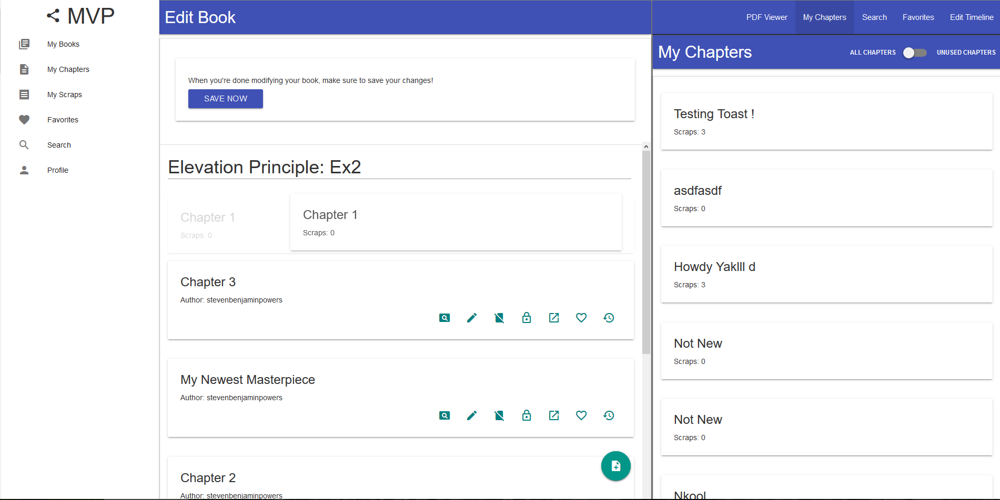 MVP
My Books
My Chapters
My Scraps
Favorites
Search
Profile
Edit Book
When you're done modifying your book, make sure to save your changes!
SAVE NOW
Elevation Principle: Ex2
Chapter 1
Scraps: 0
Chapter 1
Scraps: 0
Chapter 3
Author: stevenbenjaminpowers
My Newest Masterpiece
Author: stevenbenjaminpowers
Chapter 2
Author: stevenbenjaminpowers
PDF Viewer
My Chapters
Search
Favorites
Edit Timeline
My Chapters
ALL CHAPTERS
UNUSED CHAPTERS
Testing Toast !
Scraps: 3
asdfasdf
Scraps: 0
Howdy Yaklll d
Scraps: 3
Not New
Scraps: 0
Not New
Scraps: 0
Nkool